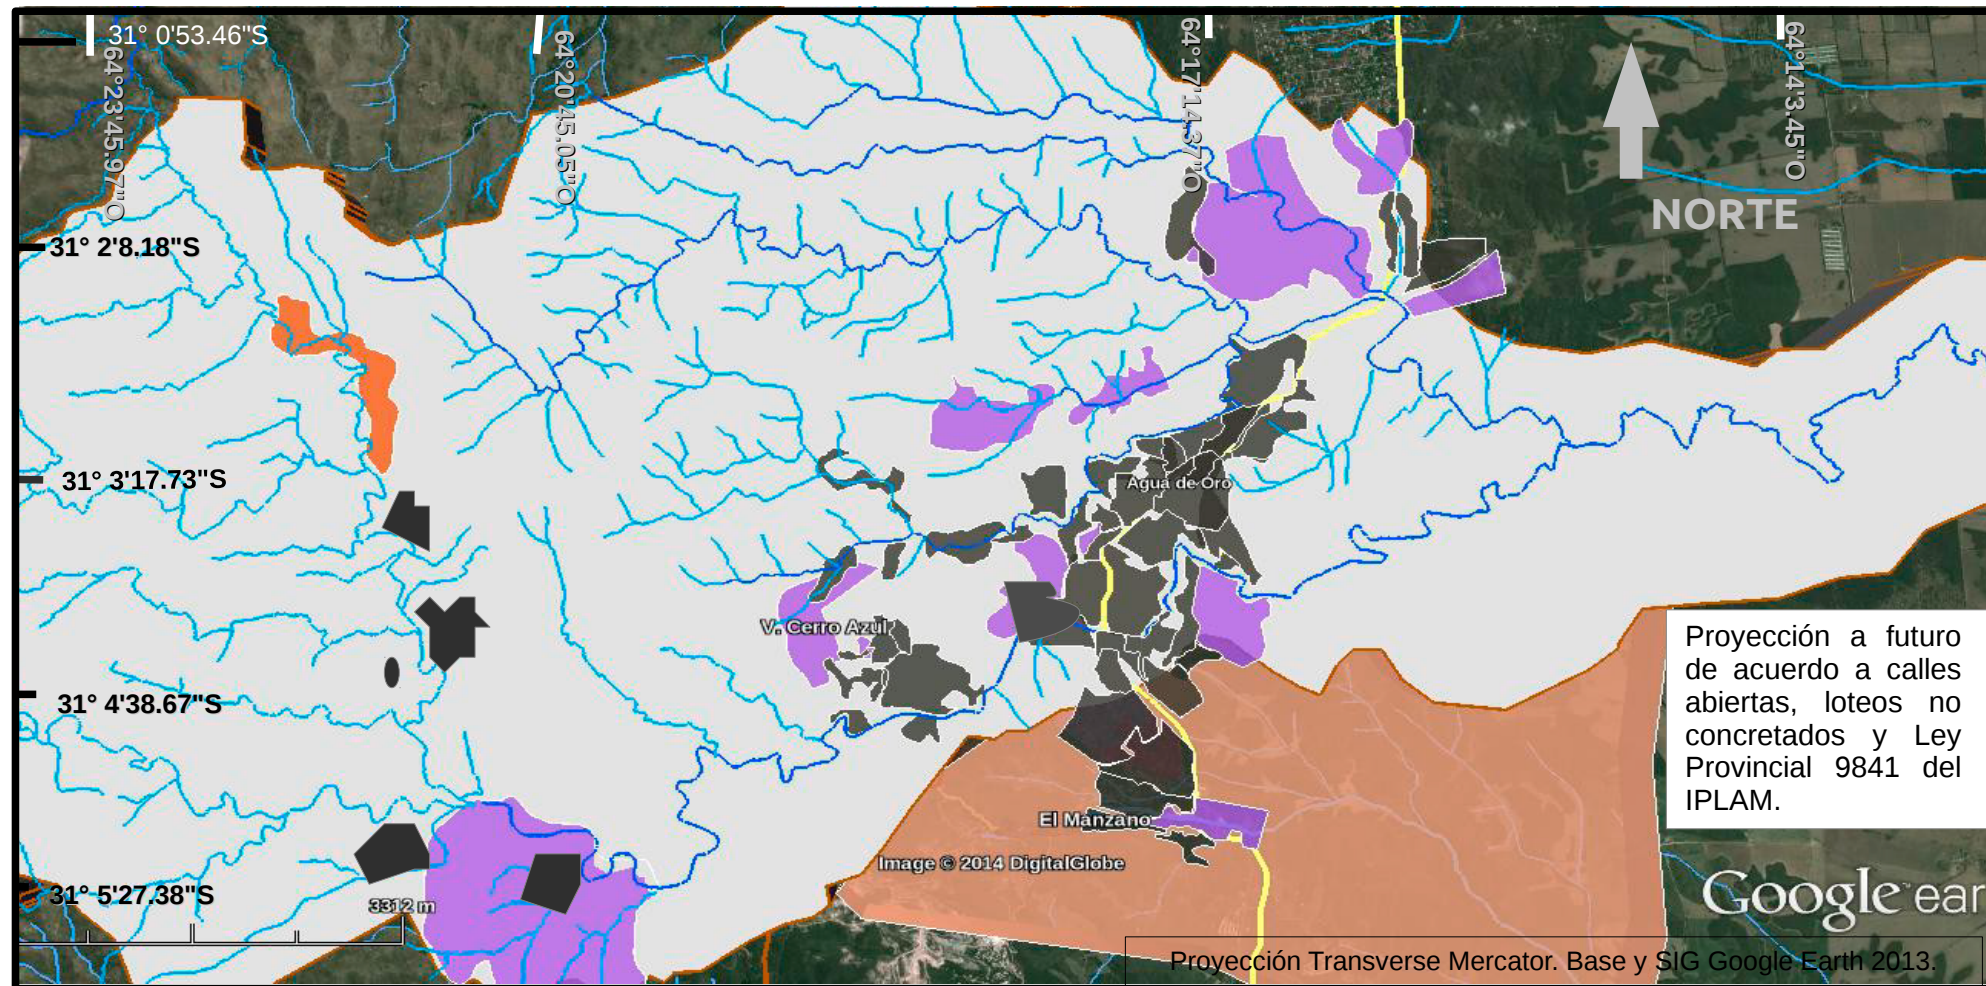 31° 0'53.46"S
64°23'45.97"O
64°20'45.05"O
64°17'14.37"O
64°14'3.45"O
NORTE
31° 2'8.18"S
31° 3'17.73"S
Agua de Oro
V. Cerro Azul
31° 4'38.67"S
Proyección a futuro
de acuerdo a calles
abiertas, loteos no
concretados y Ley
Provincial 9841 del
IPLAM.
El Manzano
Image © 2014 DigitalGlobe
31° 5'27.38"S
3312 m
Google ear
Proyección Transverse Mercator. Base y SIG Google Earth 2013.